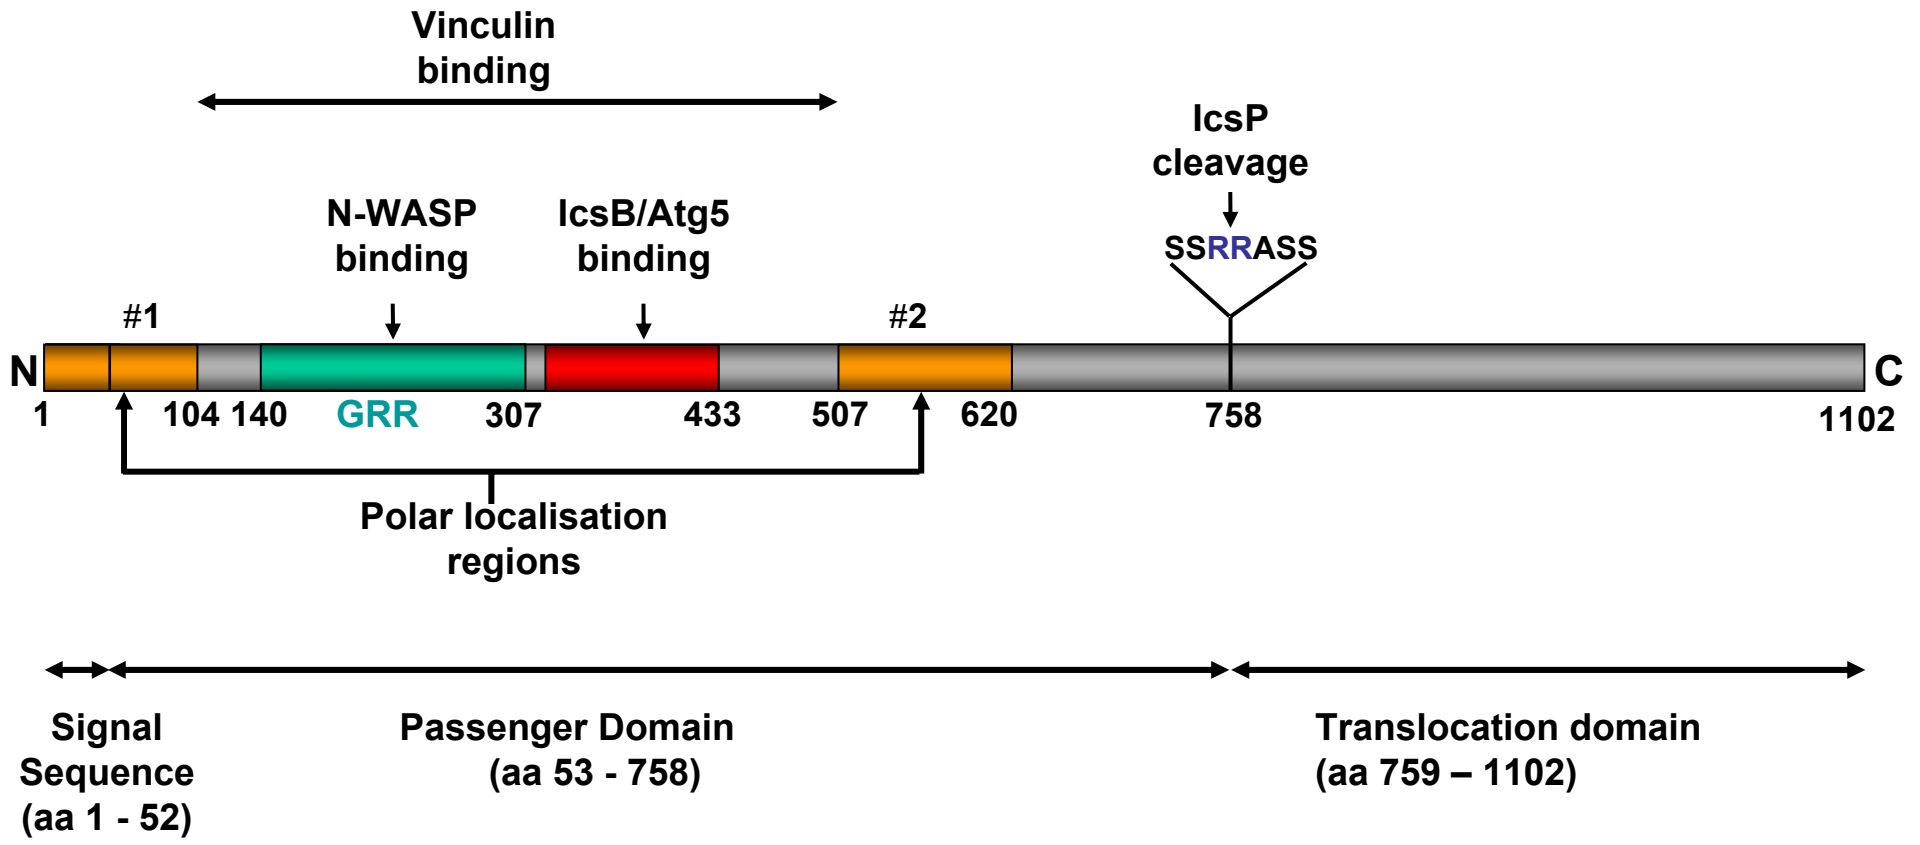 Vinculin
binding
IcsP
cleavage
N-WASP
binding
IcsB/Atg5
binding
SSRRASS
#1
#2
N
C
1
104
140
GRR
307
433
507
620
758
1102
Polar localisation
regions
Signal
Sequence
(aa 1 - 52)
Passenger Domain
(aa 53 - 758)
Translocation domain
(aa 759 – 1102)